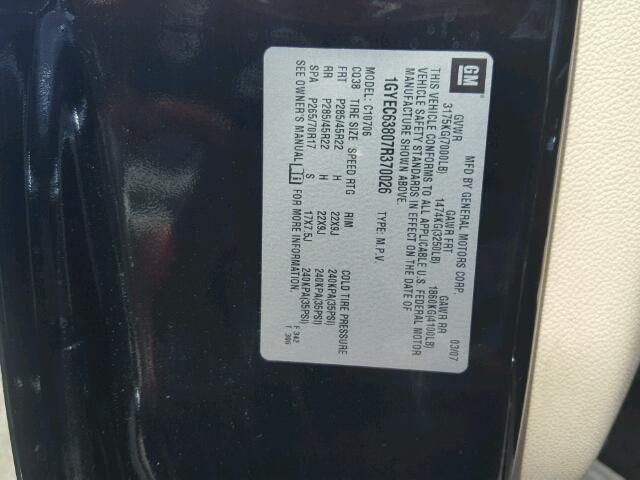 GM
MFD BY GENERAL MOTORS CORP. 03/07
GVWR GAWR FRT GAWR RR
3175KG(7000LB) 1474KG(3250LB) 1860KG(4100LB)
THIS VEHICLE CONFORMS TO ALL APPLICABLE U.S. FEDERAL MOTOR
VEHICLE SAFETY STANDARDS IN EFFECT ON THE DATE OF
MANUFACTURE SHOWN ABOVE.
1GYEC63807R370026 TYPE: M.P.V.
MODEL: C10706
CQ38 TIRE SIZE SPEED RTG RIM COLD TIRE PRESSURE
FRT P285/45R22 H 22X9J 240KPA(35PSI)
RR P285/45R22 H 22X9J 240KPA(35PSI)
SPA P265/70R17 S 17X7.5J 240KPA(35PSI)
SEE OWNER'S MANUAL i FOR MORE INFORMATION.
F 342
T 306